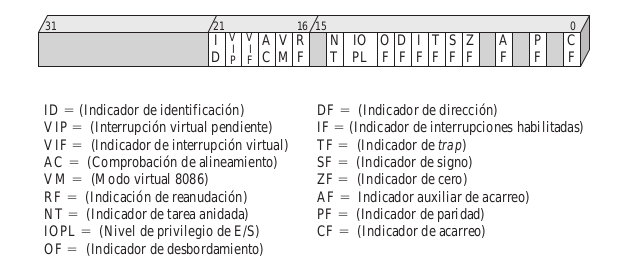 31 21 16 15 0
I V V A V R N IO O D I T S Z A P C
D I I C M F T PL F F F F F F F F F
P F
ID = (Indicador de identificación)
VIP = (Interrupción virtual pendiente)
VIF = (Indicador de interrupción virtual)
AC = (Comprobación de alineamiento)
VM = (Modo virtual 8086)
RF = (Indicación de reanudación)
NT = (Indicador de tarea anidada)
IOPL = (Nivel de privilegio de E/S)
OF = (Indicador de desbordamiento)
DF = (Indicador de dirección)
IF = (Indicador de interrupciones habilitadas)
TF = (Indicador de trap)
SF = (Indicador de signo)
ZF = (Indicador de cero)
AF = Indicador auxiliar de acarreo)
PF = (Indicador de paridad)
CF = (Indicador de acarreo)